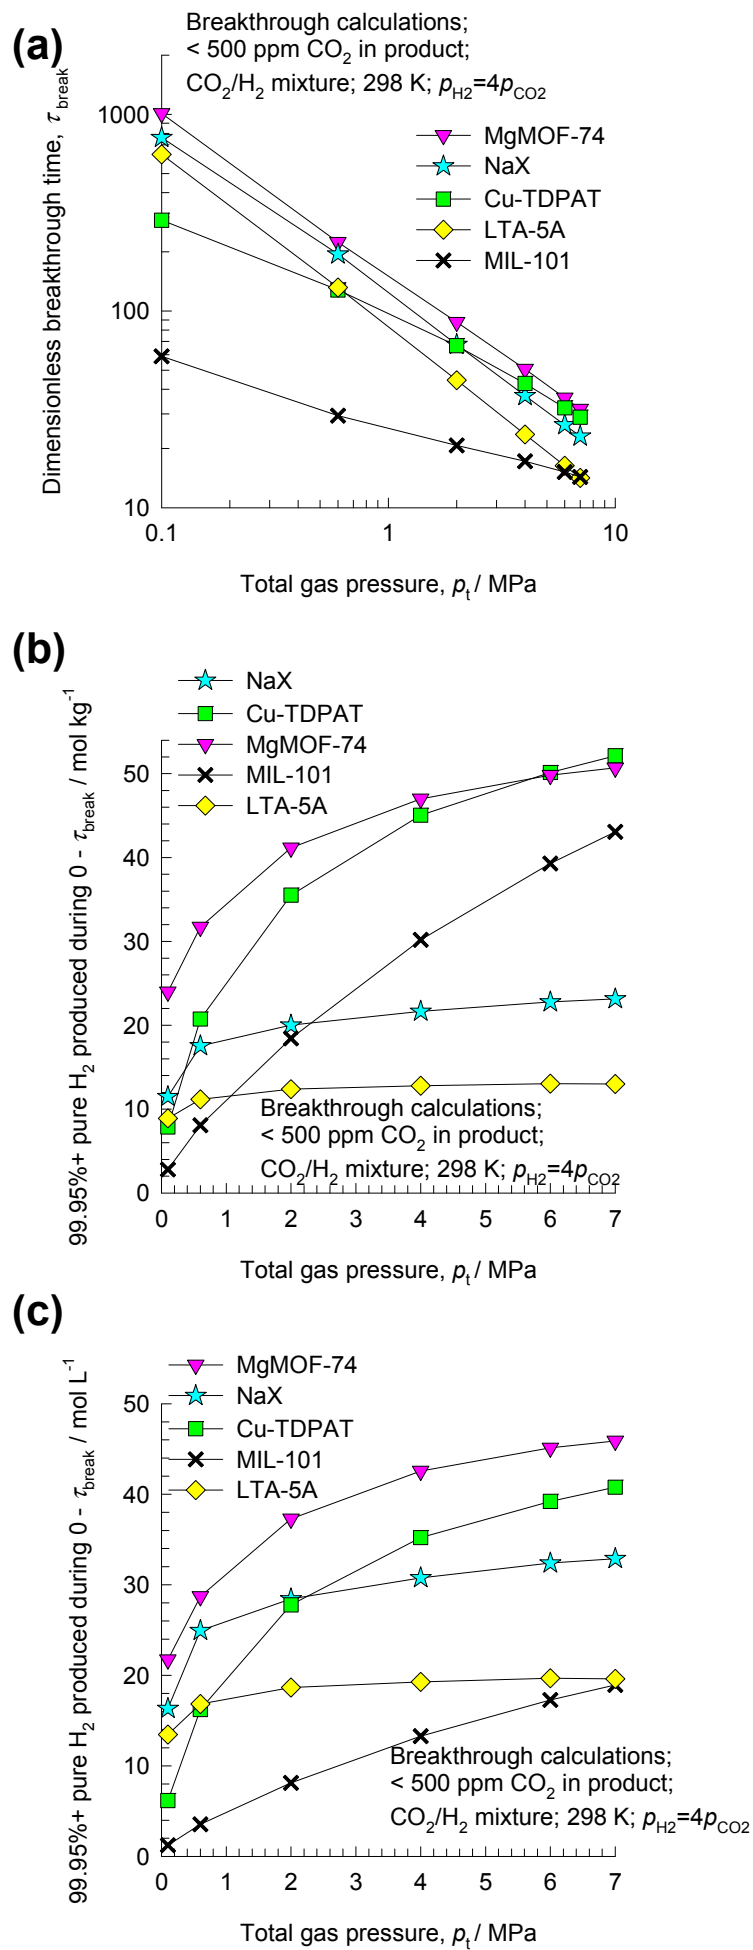 (a)
Breakthrough calculations;
< 500 ppm CO2 in product;
CO2/H2 mixture; 298 K; pH2=4pCO2
Dimensionless breakthrough time, τbreak
1000
100
10
MgMOF-74
NaX
Cu-TDPAT
LTA-5A
MIL-101
0.1 1 10
Total gas pressure, pt / MPa
(b)
NaX
Cu-TDPAT
MgMOF-74
MIL-101
LTA-5A
99.95%+ pure H2 produced during 0 - τbreak / mol kg-1
50
40
30
20
10
0
Breakthrough calculations;
< 500 ppm CO2 in product;
CO2/H2 mixture; 298 K; pH2=4pCO2
0 1 2 3 4 5 6 7
Total gas pressure, pt / MPa
(c)
MgMOF-74
NaX
Cu-TDPAT
MIL-101
LTA-5A
99.95%+ pure H2 produced during 0 - τbreak / mol L-1
50
40
30
20
10
0
Breakthrough calculations;
< 500 ppm CO2 in product;
CO2/H2 mixture; 298 K; pH2=4pCO2
0 1 2 3 4 5 6 7
Total gas pressure, pt / MPa